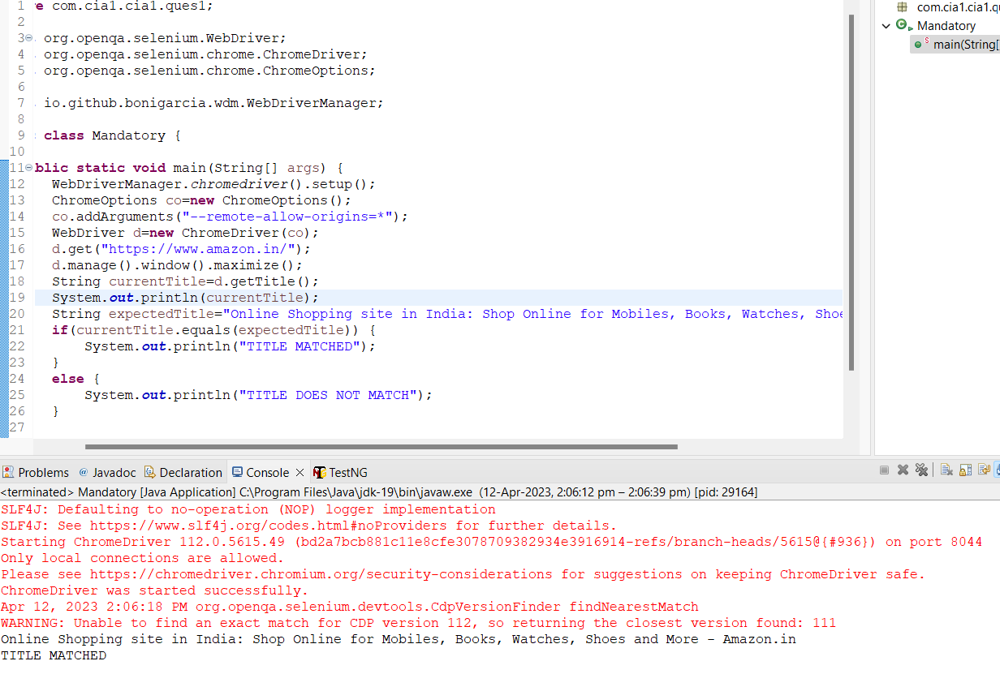 1 e com.cia1.cia1.ques1;
2
3 org.openqa.selenium.WebDriver;
4 org.openqa.selenium.chrome.ChromeDriver;
5 org.openqa.selenium.chrome.ChromeOptions;
6
7 io.github.bonigarcia.wdm.WebDriverManager;
8
9 class Mandatory {
10
11 blic static void main(String[] args) {
12 WebDriverManager.chromedriver().setup();
13 ChromeOptions co=new ChromeOptions();
14 co.addArguments("--remote-allow-origins=*");
15 WebDriver d=new ChromeDriver(co);
16 d.get("https://www.amazon.in/");
17 d.manage().window().maximize();
18 String currentTitle=d.getTitle();
19 System.out.println(currentTitle);
20 String expectedTitle="Online Shopping site in India: Shop Online for Mobiles, Books, Watches, Shoe
21 if(currentTitle.equals(expectedTitle)) {
22 System.out.println("TITLE MATCHED");
23 }
24 else {
25 System.out.println("TITLE DOES NOT MATCH");
26 }
27
com.cia1.cia1.qu
Mandatory
main(String[
Problems @ Javadoc Declaration Console TestNG
<terminated> Mandatory [Java Application] C:\Program Files\Java\jdk-19\bin\javaw.exe (12-Apr-2023, 2:06:12 pm – 2:06:39 pm) [pid: 29164]
SLF4J: Defaulting to no-operation (NOP) logger implementation
SLF4J: See https://www.slf4j.org/codes.html#noProviders for further details.
Starting ChromeDriver 112.0.5615.49 (bd2a7bcb881c11e8cfe3078709382934e3916914-refs/branch-heads/5615@{#936}) on port 8044
Only local connections are allowed.
Please see https://chromedriver.chromium.org/security-considerations for suggestions on keeping ChromeDriver safe.
ChromeDriver was started successfully.
Apr 12, 2023 2:06:18 PM org.openqa.selenium.devtools.CdpVersionFinder findNearestMatch
WARNING: Unable to find an exact match for CDP version 112, so returning the closest version found: 111
Online Shopping site in India: Shop Online for Mobiles, Books, Watches, Shoes and More - Amazon.in
TITLE MATCHED